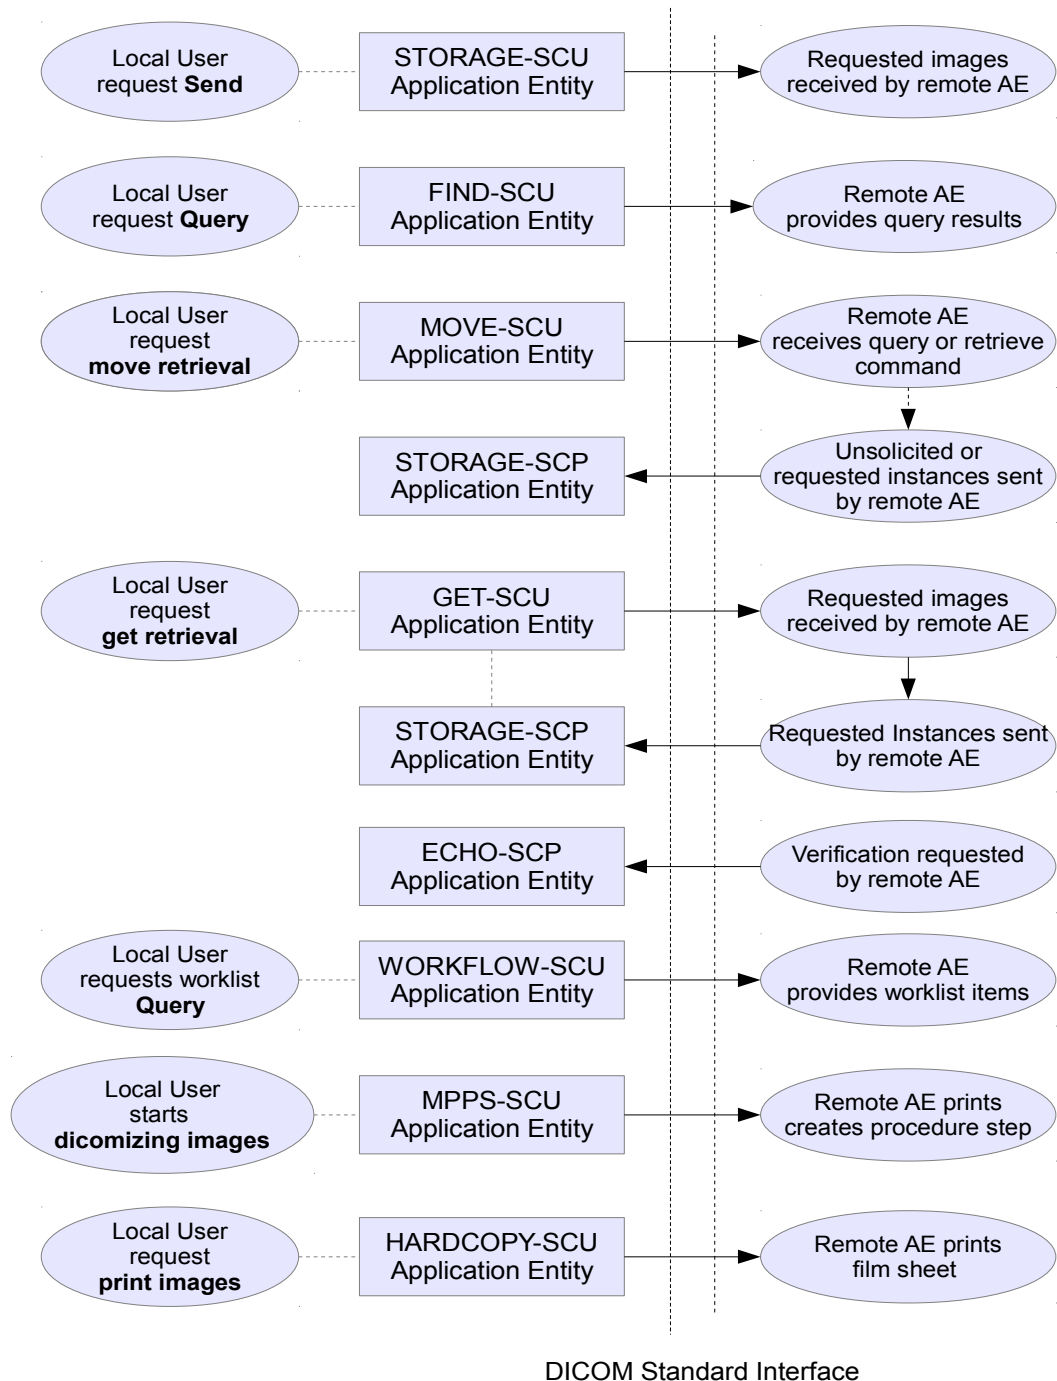 Local User
request Send
STORAGE-SCU
Application Entity
Requested images
received by remote AE
Local User
request Query
FIND-SCU
Application Entity
Remote AE
provides query results
Local User
request
move retrieval
MOVE-SCU
Application Entity
Remote AE
receives query or retrieve
command
STORAGE-SCP
Application Entity
Unsolicited or
requested instances sent
by remote AE
Local User
request
get retrieval
GET-SCU
Application Entity
Requested images
received by remote AE
STORAGE-SCP
Application Entity
Requested Instances sent
by remote AE
ECHO-SCP
Application Entity
Verification requested
by remote AE
Local User
requests worklist
Query
WORKFLOW-SCU
Application Entity
Remote AE
provides worklist items
Local User
starts
dicomizing images
MPPS-SCU
Application Entity
Remote AE prints
creates procedure step
Local User
request
print images
HARDCOPY-SCU
Application Entity
Remote AE prints
film sheet
DICOM Standard Interface